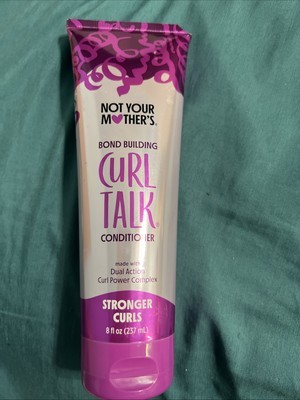 NOT YOUR
MOTHER'S®
BOND BUILDING
CURL
TALK®
CONDITIONER
made with
Dual Action
Curl Power Complex
STRONGER
CURLS
8 fl oz (237 mL)